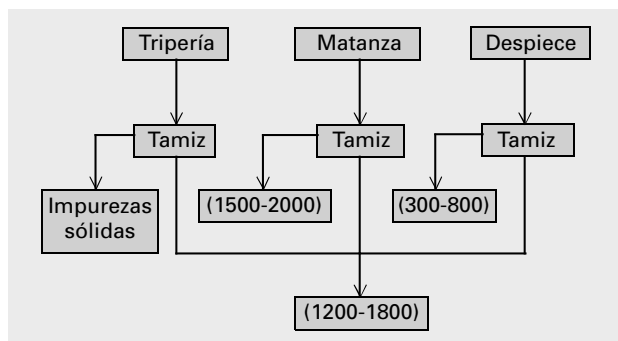 Tripería
Matanza
Despiece
Tamiz
Tamiz
Tamiz
Impurezas
sólidas
(1500-2000)
(300-800)
(1200-1800)